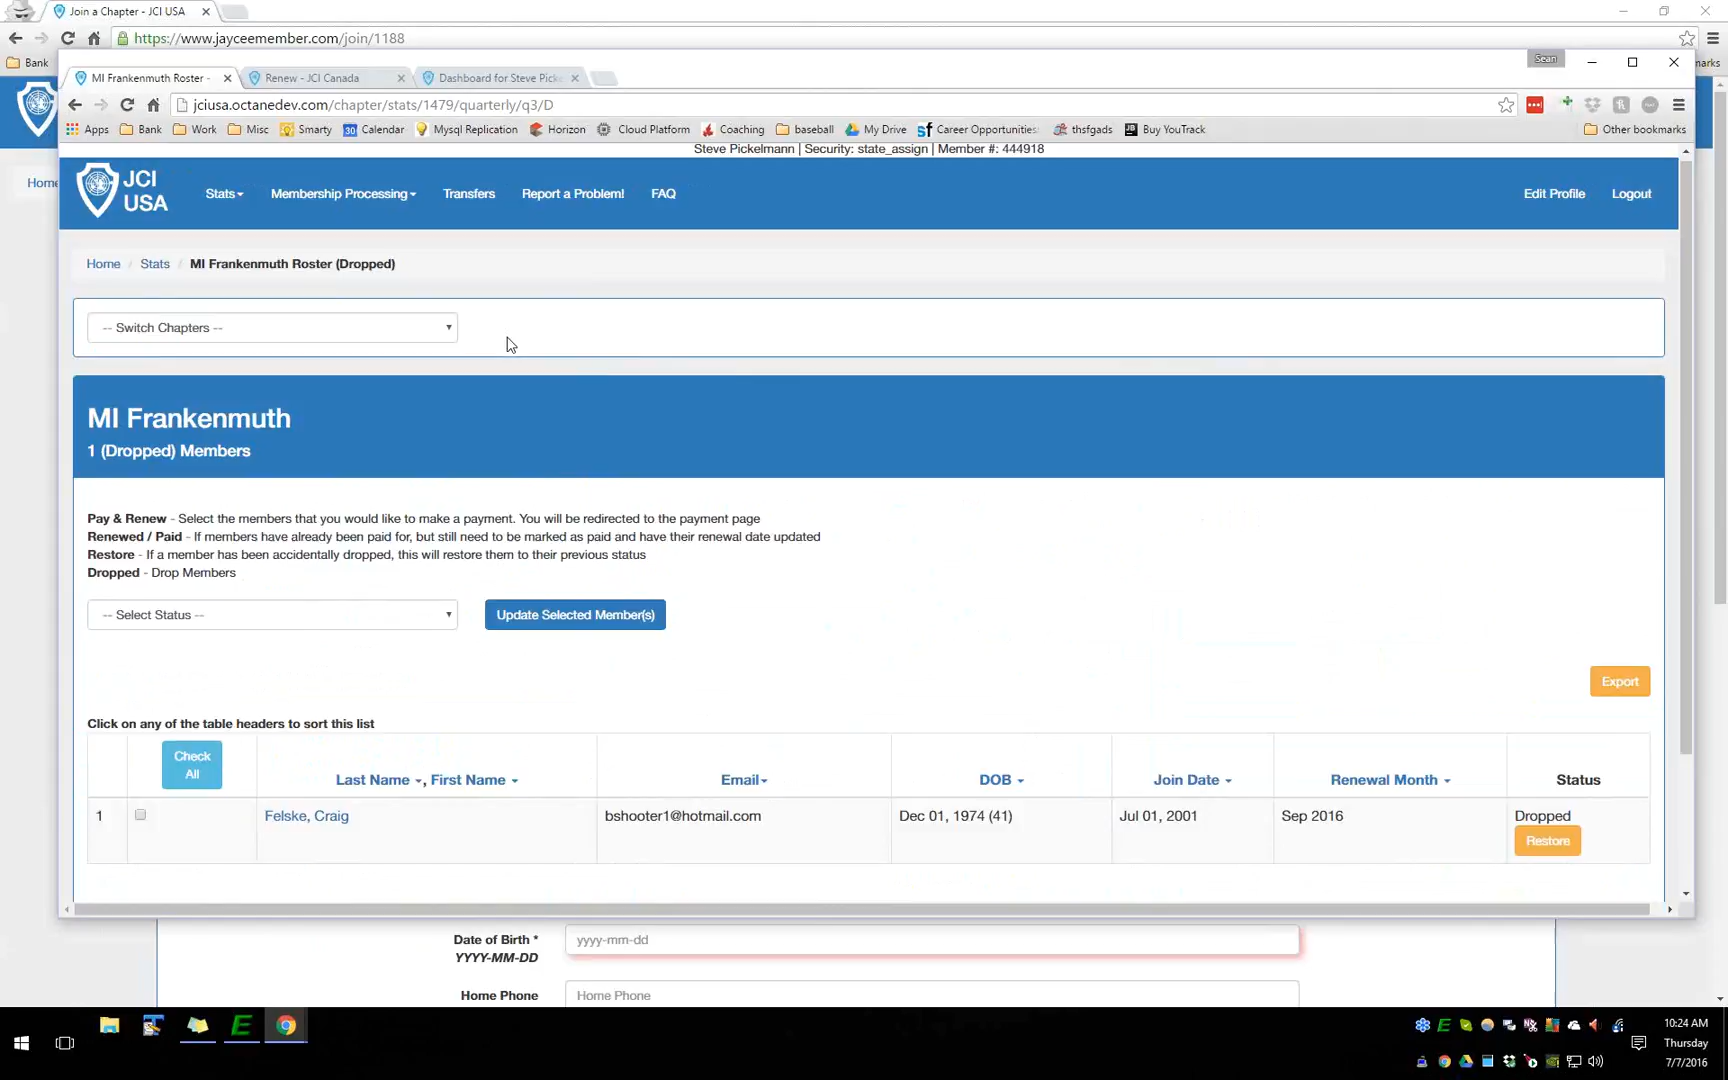 Join a Chapter - JCI USA
https://www.jayceemember.com/join/1188
Bank
Sean
MI Frankenmuth Roster -
Renew - JCI Canada
Dashboard for Steve Picke
jciusa.octanedev.com/chapter/stats/1479/quarterly/q3/D
Apps Bank Work Misc Smarty Calendar Mysql Replication Horizon Cloud Platform Coaching baseball My Drive Career Opportunities: thsfgads Buy YouTrack Other bookmarks
Steve Pickelmann | Security: state_assign | Member #: 444918
JCI USA
Stats Membership Processing Transfers Report a Problem! FAQ Edit Profile Logout
Home
Home / Stats / MI Frankenmuth Roster (Dropped)
-- Switch Chapters --
MI Frankenmuth
1 (Dropped) Members
Pay & Renew - Select the members that you would like to make a payment. You will be redirected to the payment page
Renewed / Paid - If members have already been paid for, but still need to be marked as paid and have their renewal date updated
Restore - If a member has been accidentally dropped, this will restore them to their previous status
Dropped - Drop Members
-- Select Status --
Update Selected Member(s)
Export
Click on any of the table headers to sort this list
Check All
Last Name , First Name Email DOB Join Date Renewal Month Status
1 Felske, Craig bshooter1@hotmail.com Dec 01, 1974 (41) Jul 01, 2001 Sep 2016 Dropped
Restore
Date of Birth * yyyy-mm-dd
YYYY-MM-DD
Home Phone Home Phone
10:24 AM
Thursday
7/7/2016